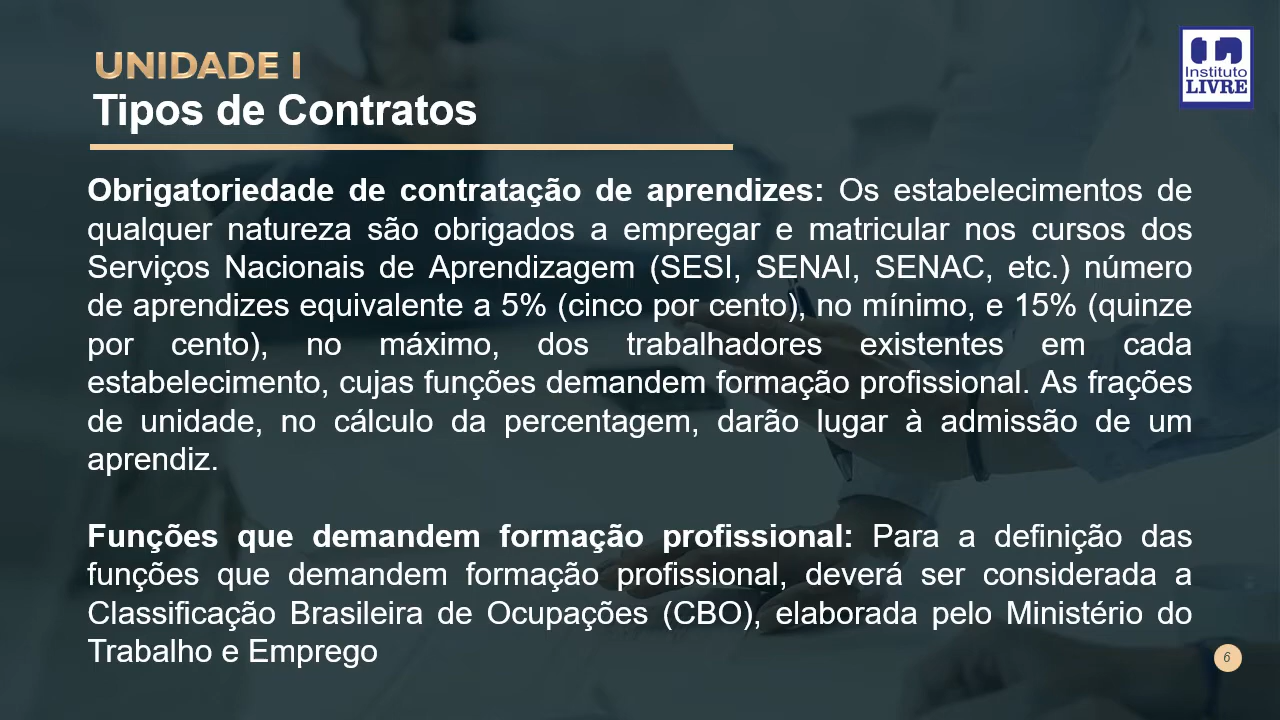 UNIDADE I
Tipos de Contratos
Instituto
LIVRE
Obrigatoriedade de contratação de aprendizes: Os estabelecimentos de
qualquer natureza são obrigados a empregar e matricular nos cursos dos
Serviços Nacionais de Aprendizagem (SESI, SENAI, SENAC, etc.) número
de aprendizes equivalente a 5% (cinco por cento), no mínimo, e 15% (quinze
por cento), no máximo, dos trabalhadores existentes em cada
estabelecimento, cujas funções demandem formação profissional. As frações
de unidade, no cálculo da percentagem, darão lugar à admissão de um
aprendiz.
Funções que demandem formação profissional: Para a definição das
funções que demandem formação profissional, deverá ser considerada a
Classificação Brasileira de Ocupações (CBO), elaborada pelo Ministério do
Trabalho e Emprego
6